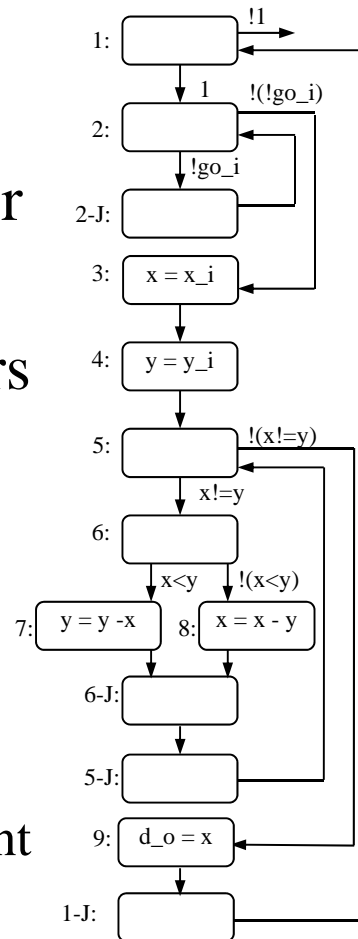 !1
1:
1
!(!go_i)
2:
!go_i
r
2-J:
3:
x = x_i
rs
4:
y = y_i
5:
!(x!=y)
x!=y
6:
x<y
!(x<y)
7:
y = y -x
8:
x = x - y
6-J:
5-J:
9:
d_o = x
nt
1-J: